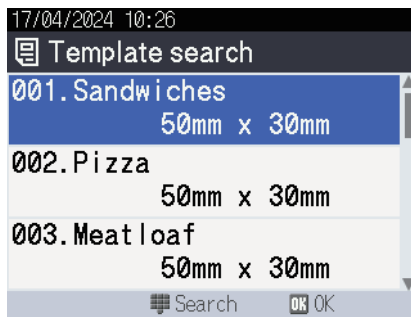 17/04/2024 10:26
Template search
001.Sandwiches
50mm x 30mm
002.Pizza
50mm x 30mm
003.Meatloaf
50mm x 30mm
Search OK OK